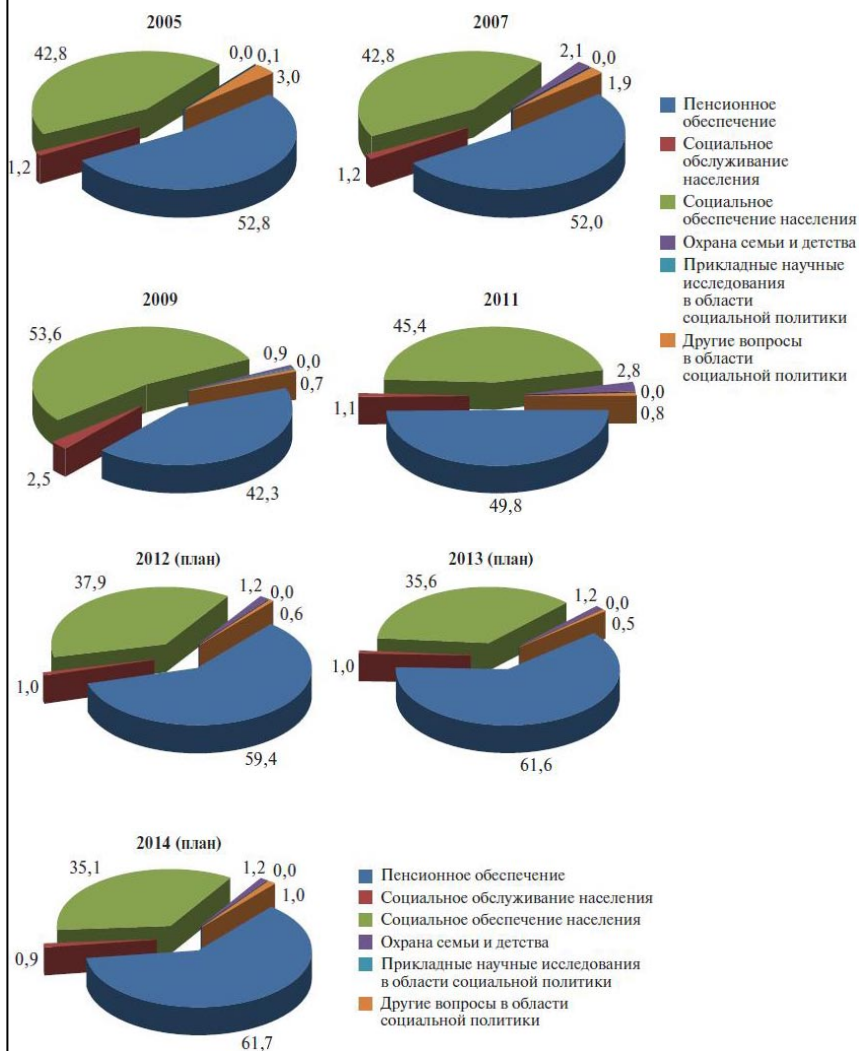 2005
42,8
0,0
0,1
3,0
1,2
52,8
2007
42,8
2,1
0,0
1,9
1,2
52,0
Пенсионное
обеспечение
Социальное
обслуживание
населения
Социальное
обеспечение населения
Охрана семьи и детства
Прикладные научные
исследования
в области
социальной политики
Другие вопросы
в области
социальной политики
2009
53,6
0,9
0,0
0,7
2,5
42,3
2011
45,4
2,8
0,0
0,8
1,1
49,8
2012 (план)
37,9
1,2
0,0
0,6
1,0
59,4
2013 (план)
35,6
1,2
0,0
0,5
1,0
61,6
2014 (план)
35,1
1,2
0,0
1,0
0,9
61,7
Пенсионное обеспечение
Социальное обслуживание населения
Социальное обеспечение населения
Охрана семьи и детства
Прикладные научные исследования
в области социальной политики
Другие вопросы в области
социальной политики